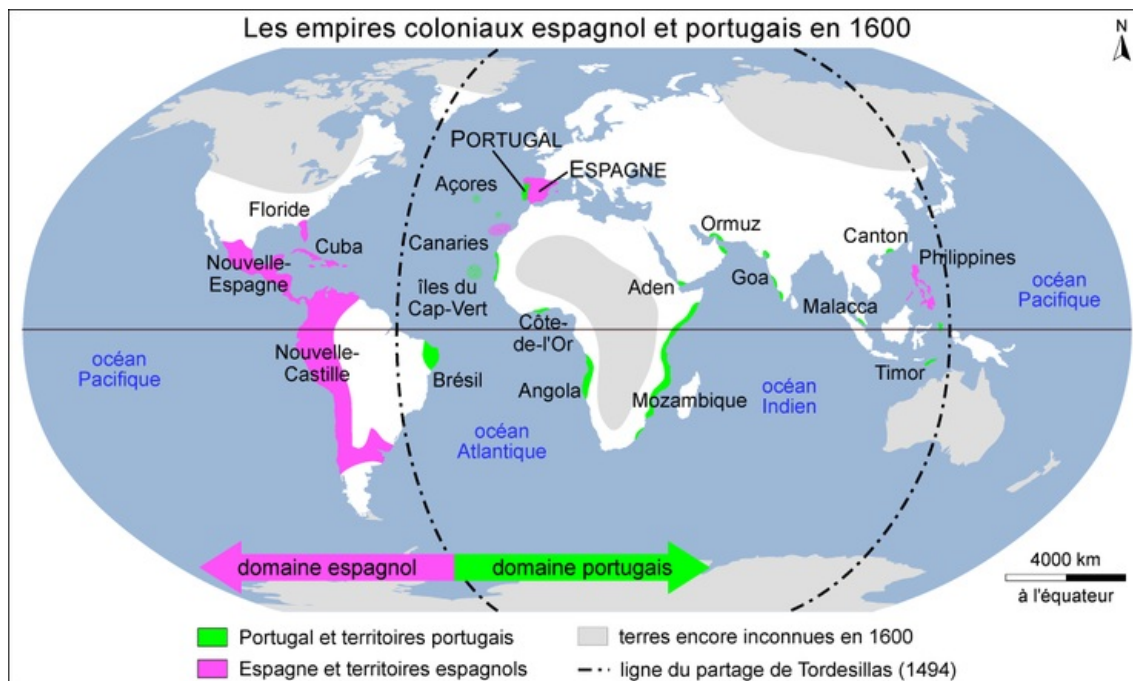 Les empires coloniaux espagnol et portugais en 1600
N
PORTUGAL
ESPAGNE
Açores
Floride
Ormuz
Canton
Cuba
Canaries
Philippines
Nouvelle-
Espagne
Goa
Aden
îles du
Cap-Vert
océan
Pacifique
Malacca
Côte-
de-l'Or
océan
Pacifique
Nouvelle-
Castille
Brésil
Angola
Mozambique
océan
Indien
Timor
océan
Atlantique
domaine espagnol
domaine portugais
4000 km
à l'équateur
Portugal et territoires portugais
terres encore inconnues en 1600
Espagne et territoires espagnols
ligne du partage de Tordesillas (1494)